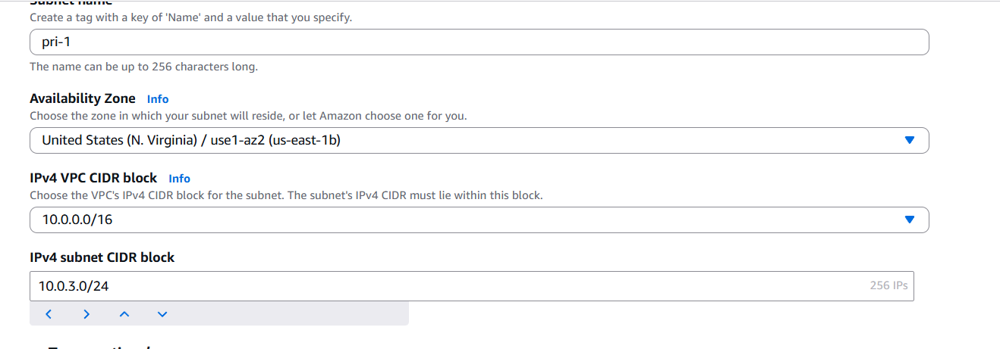 Subnet name
Create a tag with a key of 'Name' and a value that you specify.
pri-1
The name can be up to 256 characters long.
Availability Zone Info
Choose the zone in which your subnet will reside, or let Amazon choose one for you.
United States (N. Virginia) / use1-az2 (us-east-1b)
IPv4 VPC CIDR block Info
Choose the VPC's IPv4 CIDR block for the subnet. The subnet's IPv4 CIDR must lie within this block.
10.0.0.0/16
IPv4 subnet CIDR block
10.0.3.0/24 256 IPs